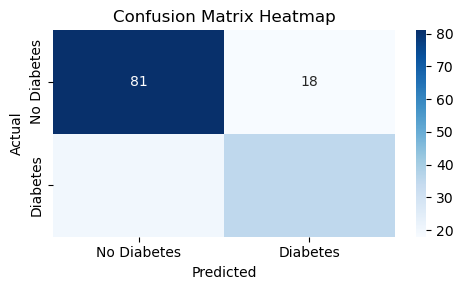 Confusion Matrix Heatmap
Actual
No Diabetes
81
18
Diabetes
No Diabetes
Diabetes
Predicted
80
70
60
50
40
30
20